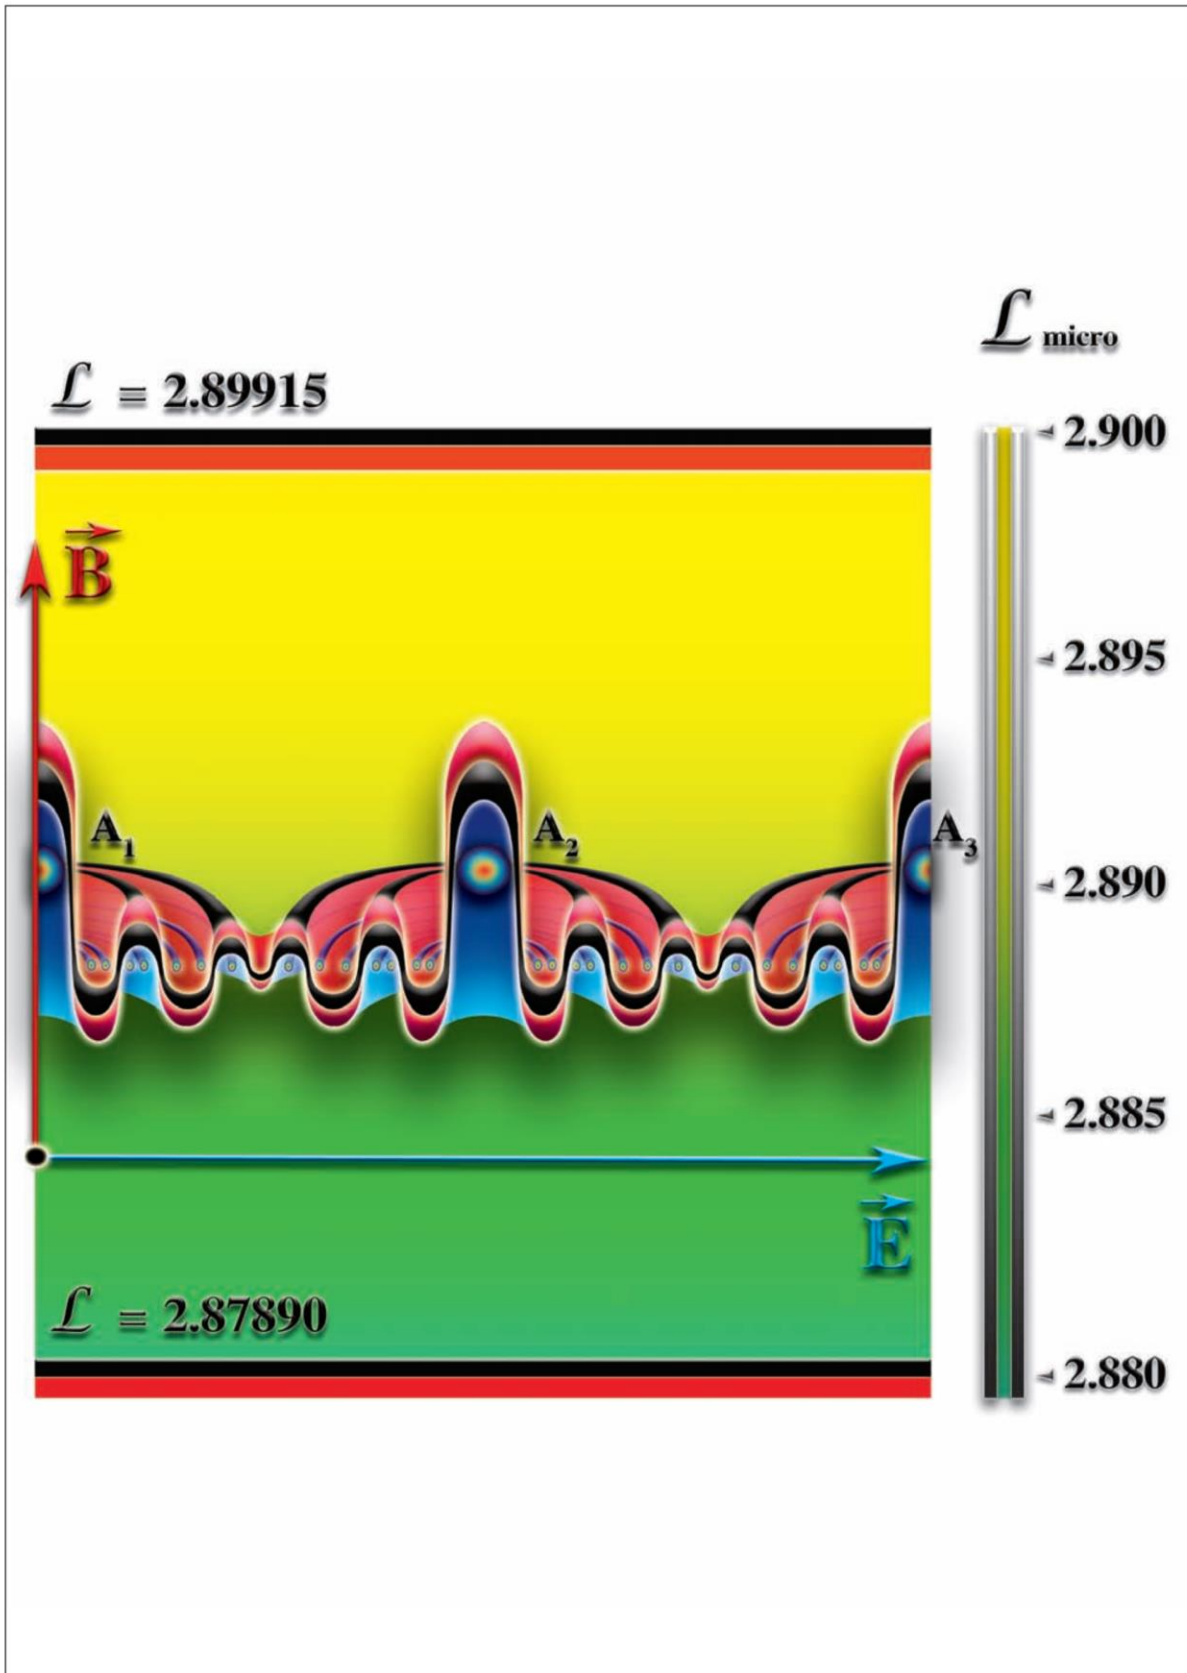 ℒ micro
ℒ = 2.89915
2.900
B
2.895
A₁ A₂ A₃
2.890
2.885
E
ℒ = 2.87890
2.880